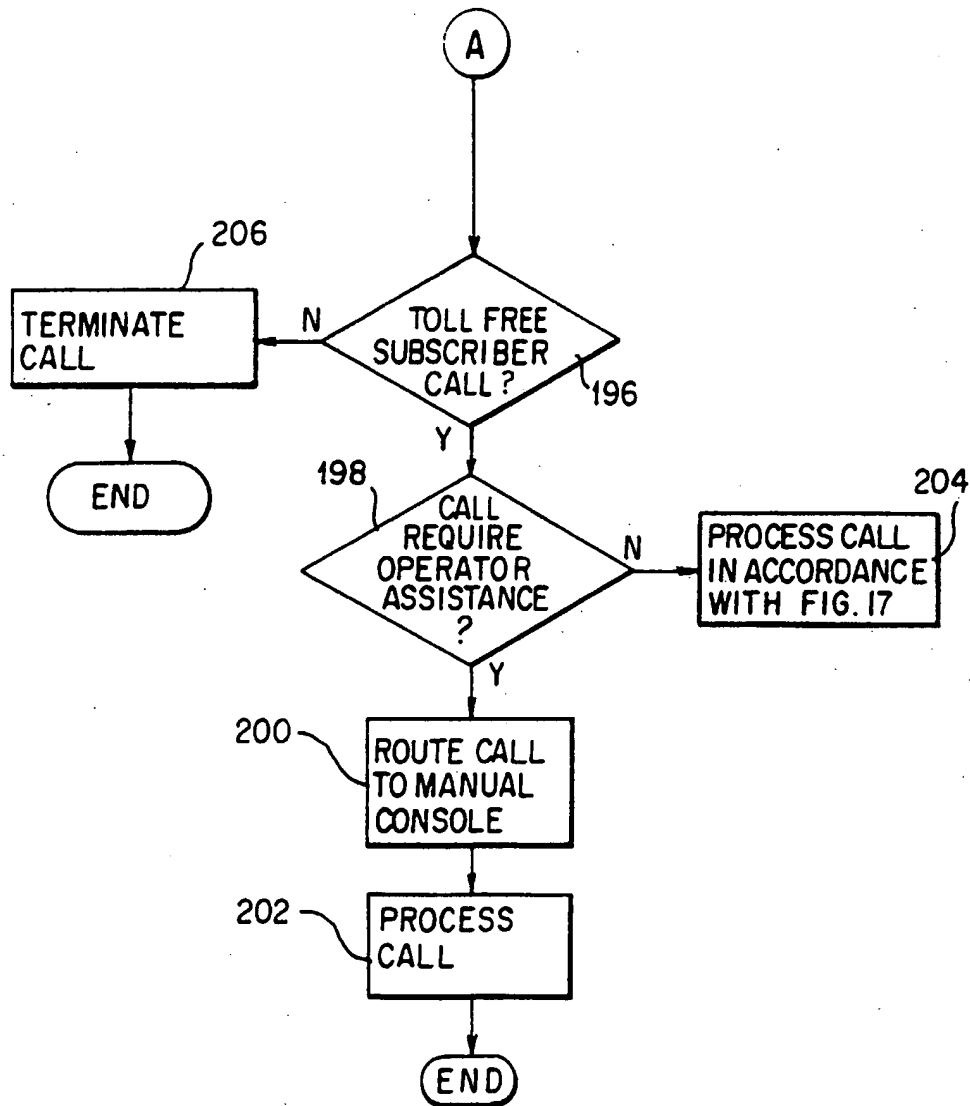 A
206
TERMINATE
CALL
N
TOLL FREE
SUBSCRIBER
CALL?
196
END
Y
198
CALL
REQUIRE
OPERATOR
ASSISTANCE
?
N
204
PROCESS CALL
IN ACCORDANCE
WITH FIG. 17
Y
200
ROUTE CALL
TO MANUAL
CONSOLE
202
PROCESS
CALL
END